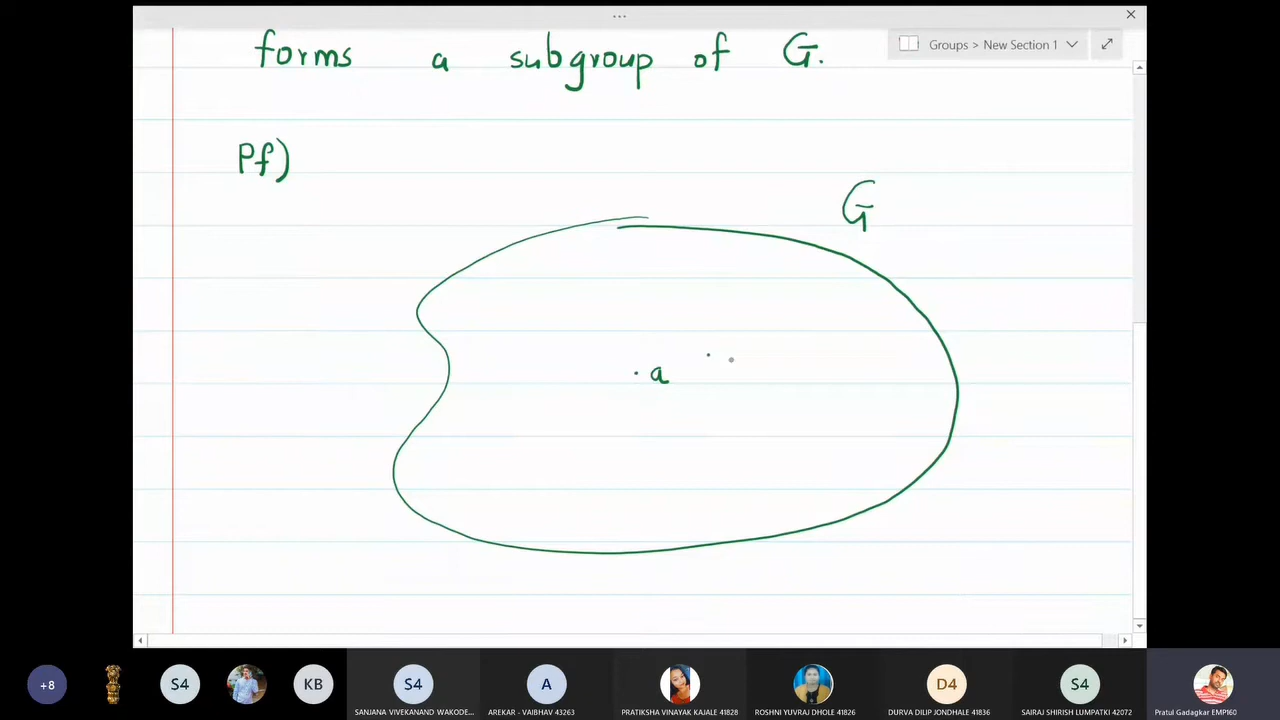 ...
Groups > New Section 1
forms a subgroup of G.
Pf)
G
. a
+8
S4
KB
S4
A
D4
S4
SANJANA VIVEKANAND WAKODE...
AREKAR - VAIBHAV 43263
PRATIKSHA VINAYAK KAJALE 41828
ROSHNI YUVRAJ DHOLE 41826
DURVA DILIP JONDHALE 41836
SAIRAJ SHIRISH LUMPATKI 42072
Pratul Gadagkar EMP160